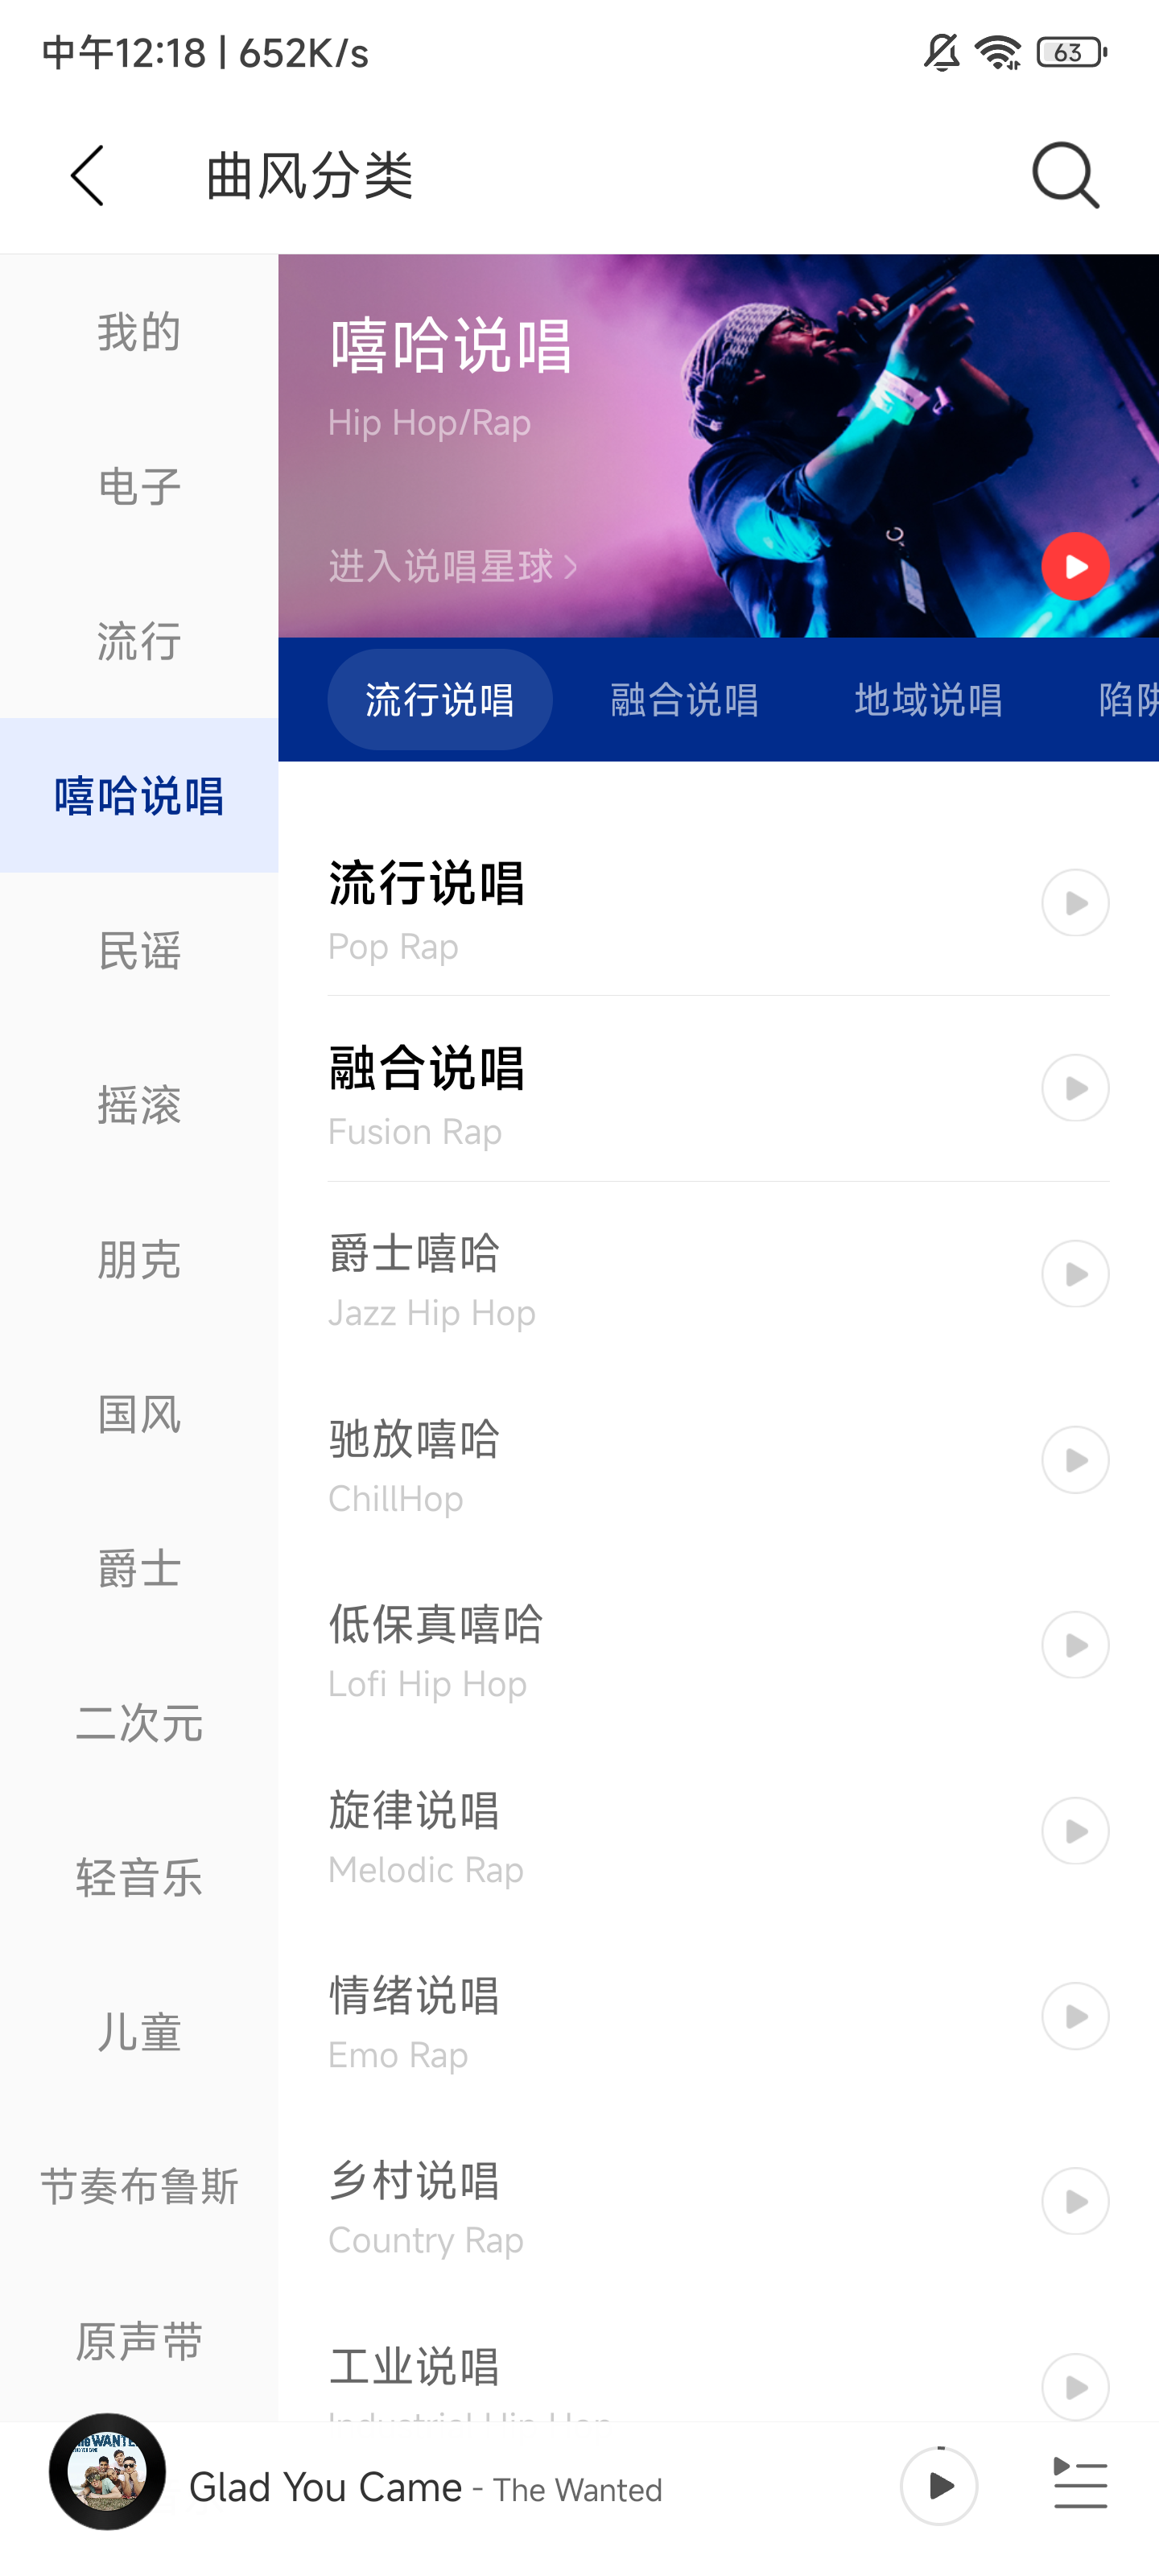 中午12:18 | 652K/s
63
曲风分类
我的
电子
流行
嘻哈说唱
民谣
摇滚
朋克
国风
爵士
二次元
轻音乐
儿童
节奏布鲁斯
原声带
嘻哈说唱
Hip Hop/Rap
进入说唱星球
流行说唱
融合说唱
地域说唱
陷阱
流行说唱
Pop Rap
融合说唱
Fusion Rap
爵士嘻哈
Jazz Hip Hop
驰放嘻哈
ChillHop
低保真嘻哈
Lofi Hip Hop
旋律说唱
Melodic Rap
情绪说唱
Emo Rap
乡村说唱
Country Rap
工业说唱
Industrial Hip Hop
Glad You Came - The Wanted